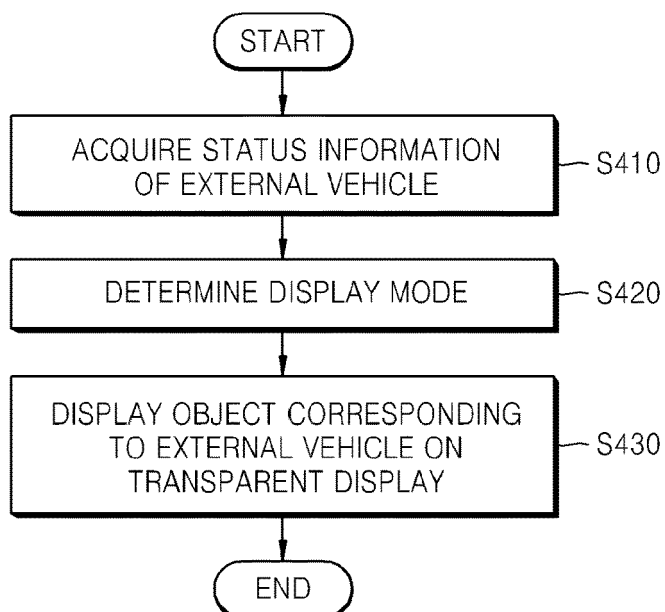 START
ACQUIRE STATUS INFORMATION
OF EXTERNAL VEHICLE
S410
DETERMINE DISPLAY MODE
S420
DISPLAY OBJECT CORRESPONDING
TO EXTERNAL VEHICLE ON
TRANSPARENT DISPLAY
S430
END